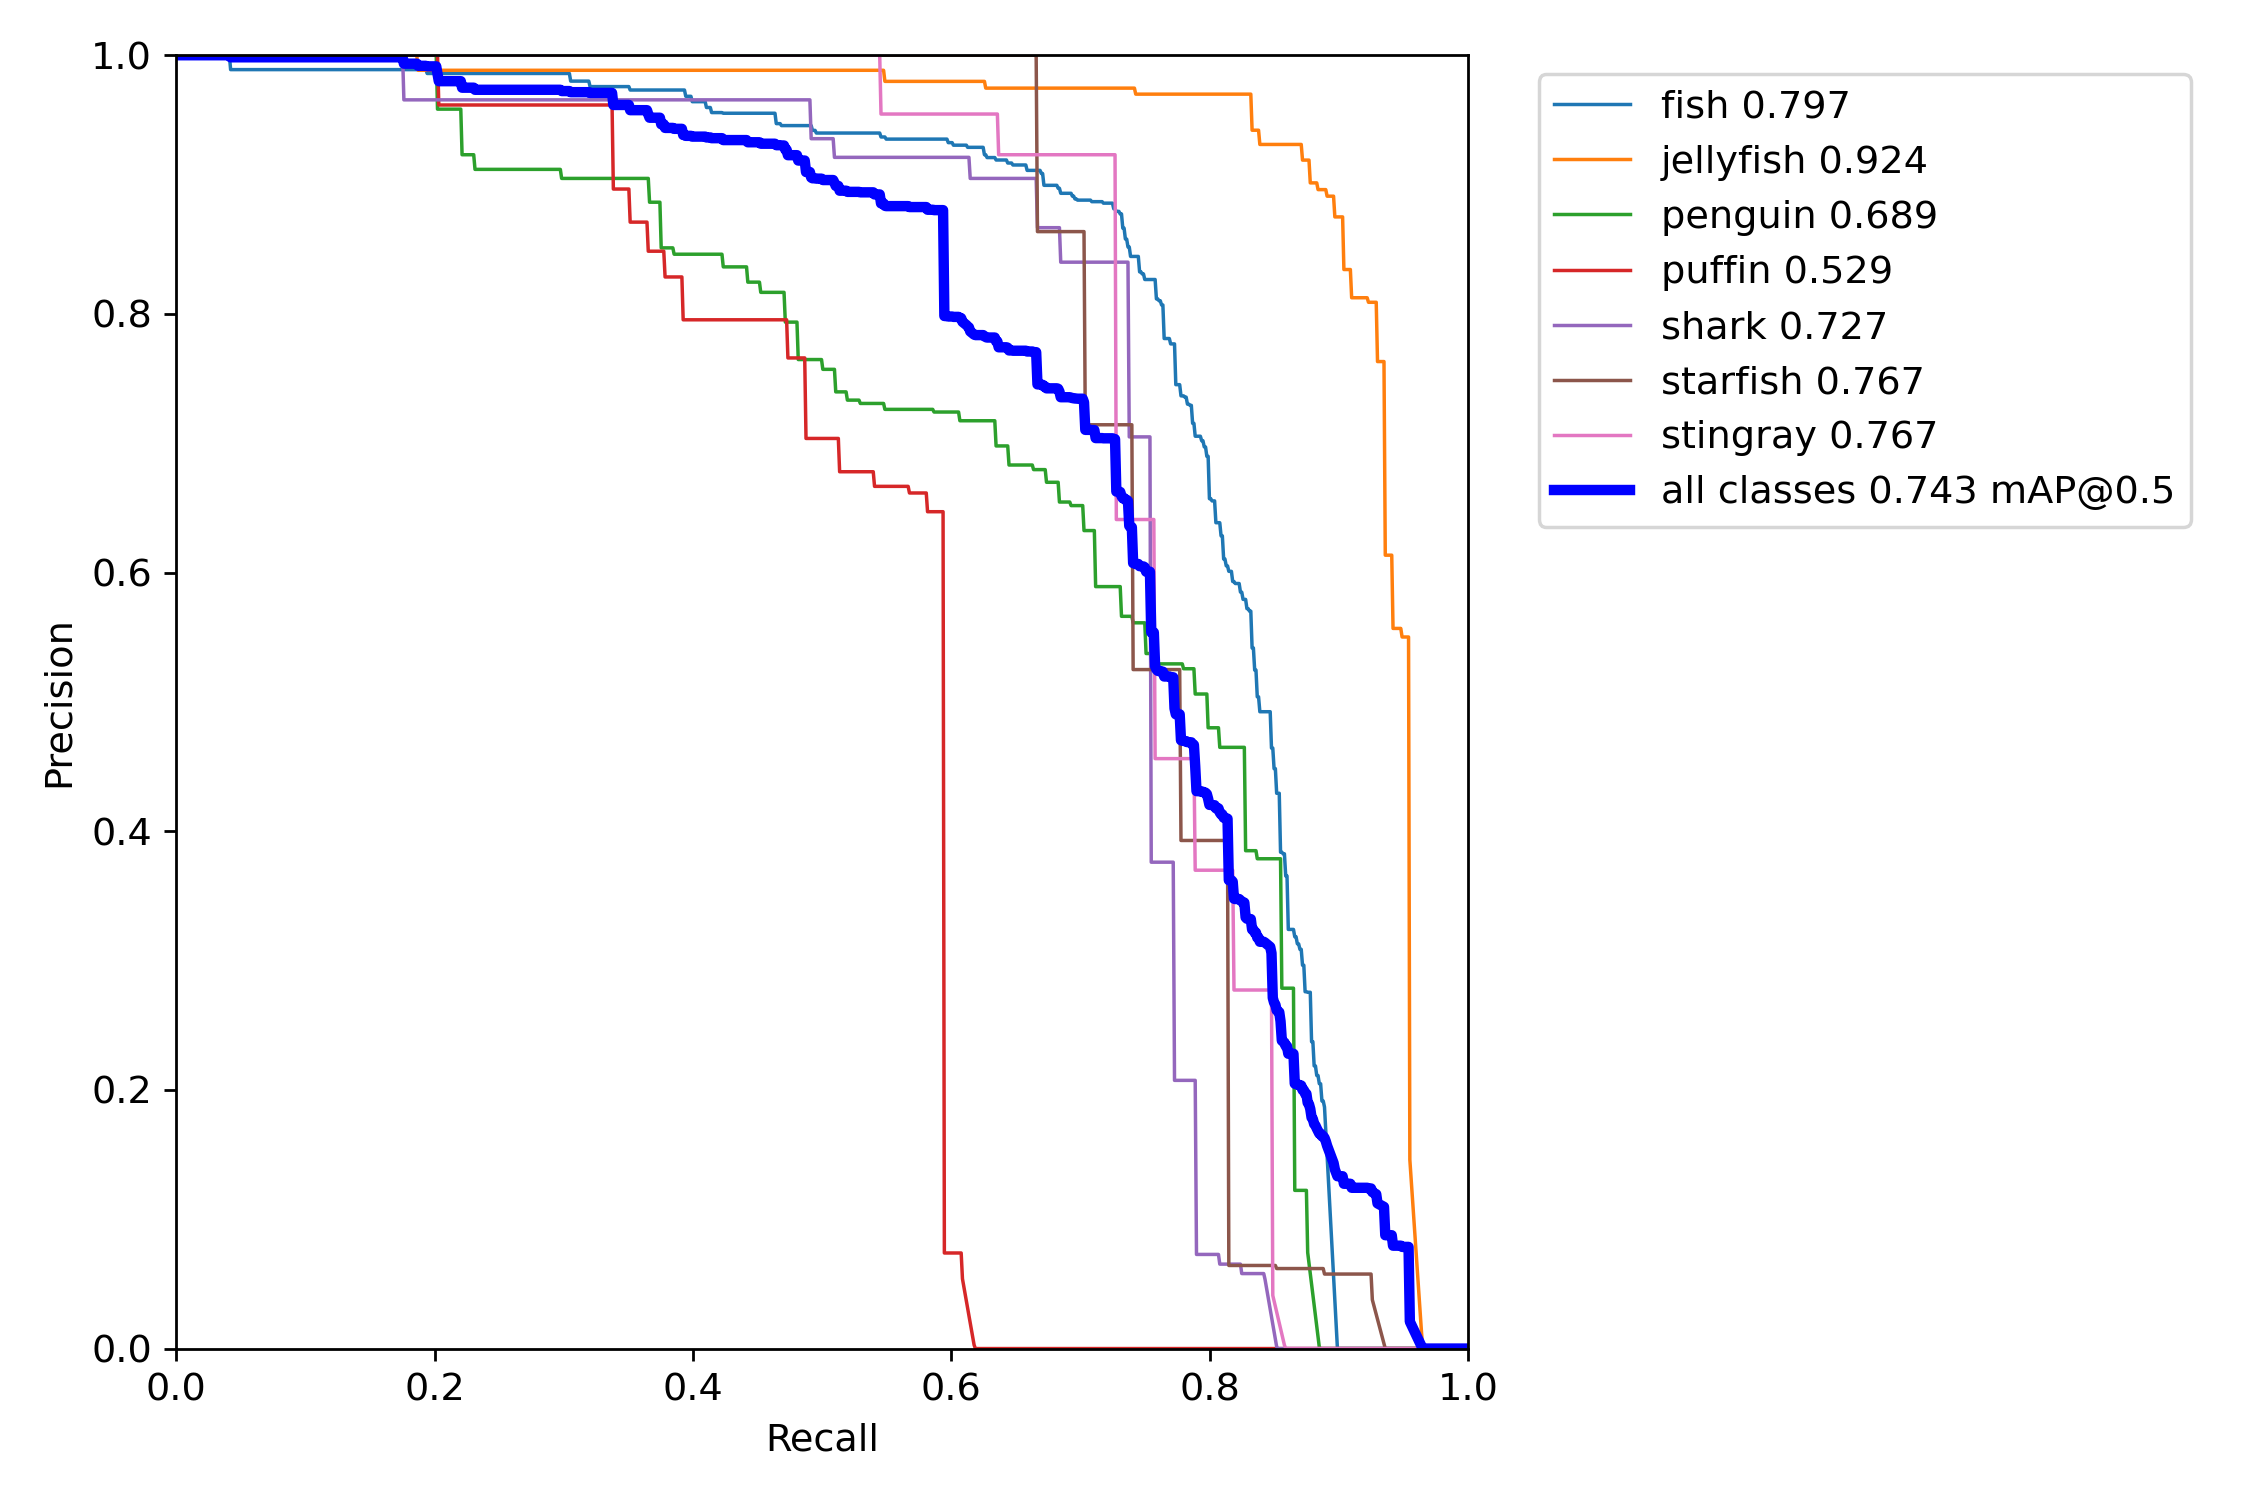 1.0
0.8
0.6
0.4
0.2
0.0
Precision
0.0 0.2 0.4 0.6 0.8 1.0
Recall
fish 0.797
jellyfish 0.924
penguin 0.689
puffin 0.529
shark 0.727
starfish 0.767
stingray 0.767
all classes 0.743 mAP@0.5